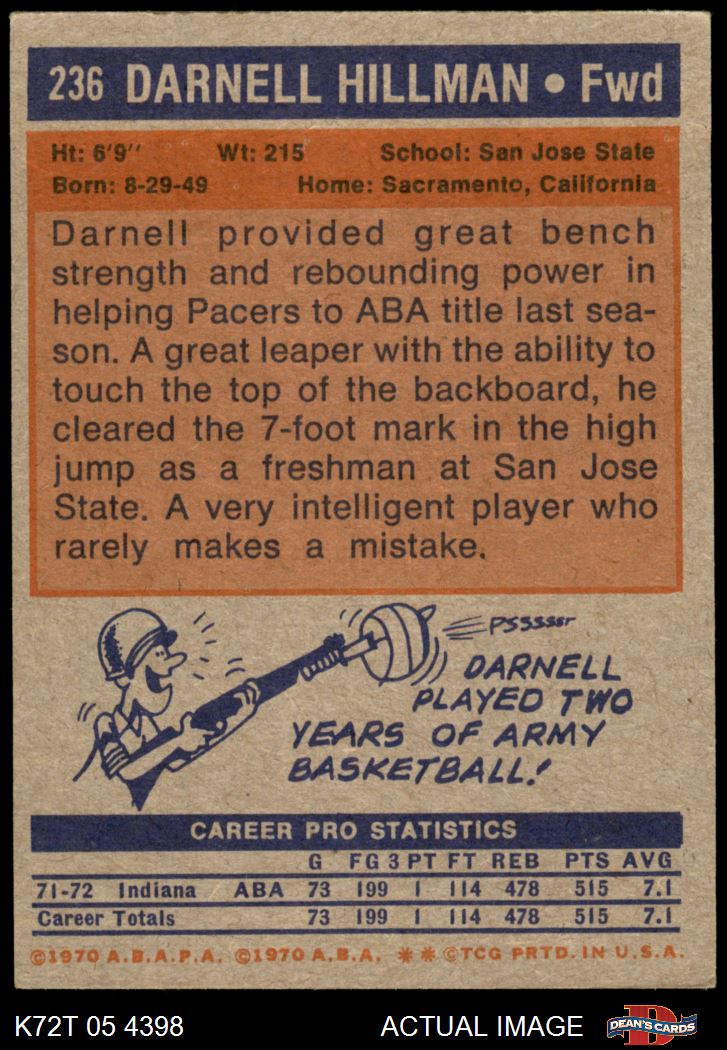 236 DARNELL HILLMAN • Fwd
Ht: 6'9'' Wt: 215 School: San Jose State
Born: 8-29-49 Home: Sacramento, California
Darnell provided great bench
strength and rebounding power in
helping Pacers to ABA title last sea-
son. A great leaper with the ability to
touch the top of the backboard, he
cleared the 7-foot mark in the high
jump as a freshman at San Jose
State. A very intelligent player who
rarely makes a mistake.
PSSSSST
DARNELL
PLAYED TWO
YEARS OF ARMY
BASKETBALL!
CAREER PRO STATISTICS
G FG 3 PT FT REB PTS AVG
71-72 Indiana ABA 73 199 1 114 478 515 7.1
Career Totals 73 199 1 114 478 515 7.1
©1970 A.B.A.P.A. ©1970 A.B.A. ** ©TCG PRTD. IN U.S.A.
K72T 05 4398 ACTUAL IMAGE D DEAN'S CARDS